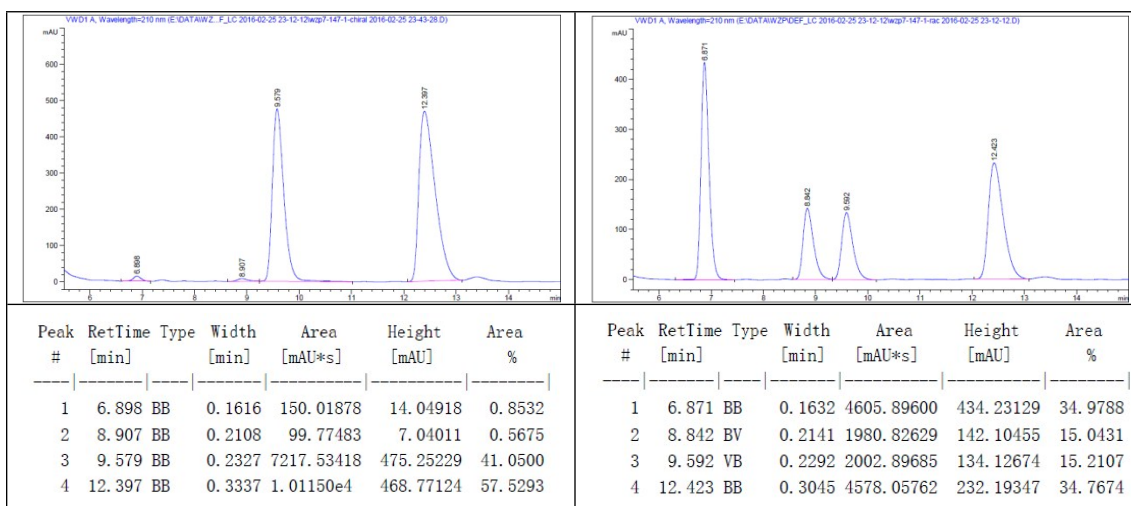 VWD1 A, Wavelength=210 nm (E:\DATA\WZ...F_LC 2016-02-25 23-12-12\wzp7-147-1-chiral 2016-02-25 23-43-28.D)
mAU
600
500
400
300
200
100
0
6.898
8.907
9.579
12.397
6 7 8 9 10 11 12 13 14 min
VWD1 A, Wavelength=210 nm (E:\DATA\WZP\DEF_LC 2016-02-25 23-12-12\wzp7-147-1-rac 2016-02-25 23-12-12.D)
mAU
400
300
200
100
0
6.871
8.842
9.592
12.423
6 7 8 9 10 11 12 13 14 min
Peak RetTime Type Width Area Height Area
# [min] [min] [mAU*s] [mAU] %
----|-------|----|-------|----------|----------|--------|
1 6.898 BB 0.1616 150.01878 14.04918 0.8532
2 8.907 BB 0.2108 99.77483 7.04011 0.5675
3 9.579 BB 0.2327 7217.53418 475.25229 41.0500
4 12.397 BB 0.3337 1.01150e4 468.77124 57.5293
Peak RetTime Type Width Area Height Area
# [min] [min] [mAU*s] [mAU] %
----|-------|----|-------|----------|----------|--------|
1 6.871 BB 0.1632 4605.89600 434.23129 34.9788
2 8.842 BV 0.2141 1980.82629 142.10455 15.0431
3 9.592 VB 0.2292 2002.89685 134.12674 15.2107
4 12.423 BB 0.3045 4578.05762 232.19347 34.7674